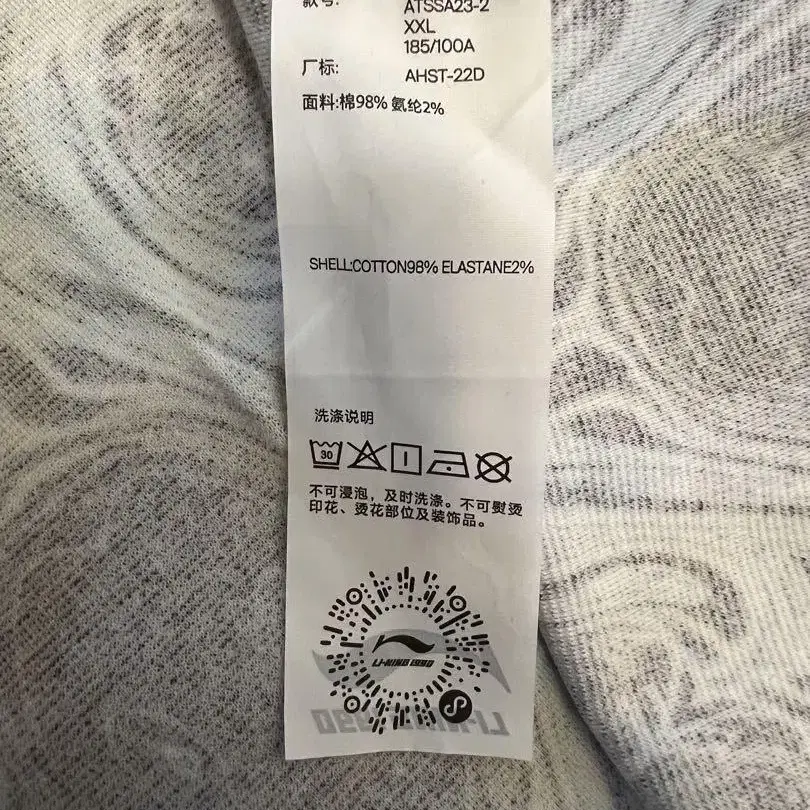 款号: ATSSA23-2
XXL
185/100A
厂标: AHST-22D
面料:棉98% 氨纶2%
SHELL:COTTON98% ELASTANE2%
洗涤说明
30
不可浸泡，及时洗涤。不可熨烫
印花、烫花部位及装饰品。
LI-NING 1990